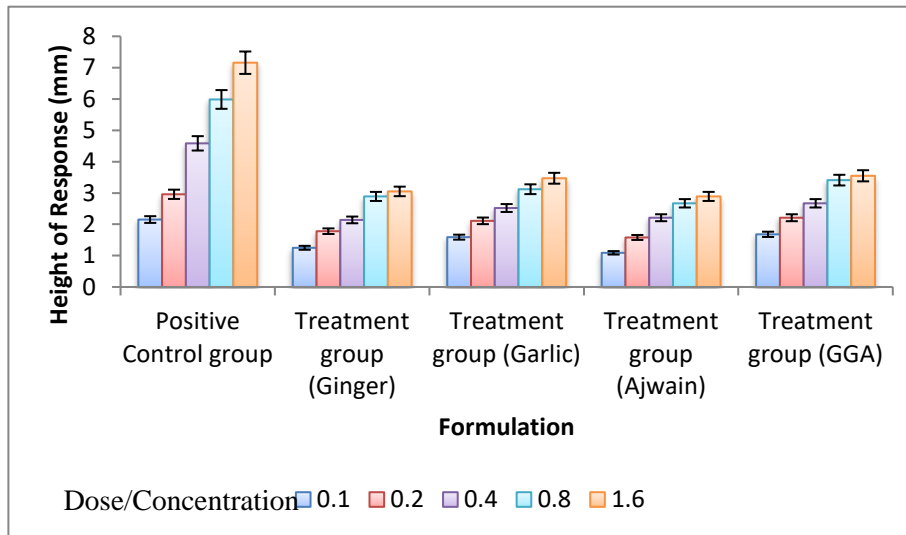 Height of Response (mm)
8
7
6
5
4
3
2
1
0
Positive
Control group
Treatment
group
(Ginger)
Treatment
group (Garlic)
Treatment
group
(Ajwain)
Treatment
group (GGA)
Formulation
Dose/Concentration 0.1 0.2 0.4 0.8 1.6